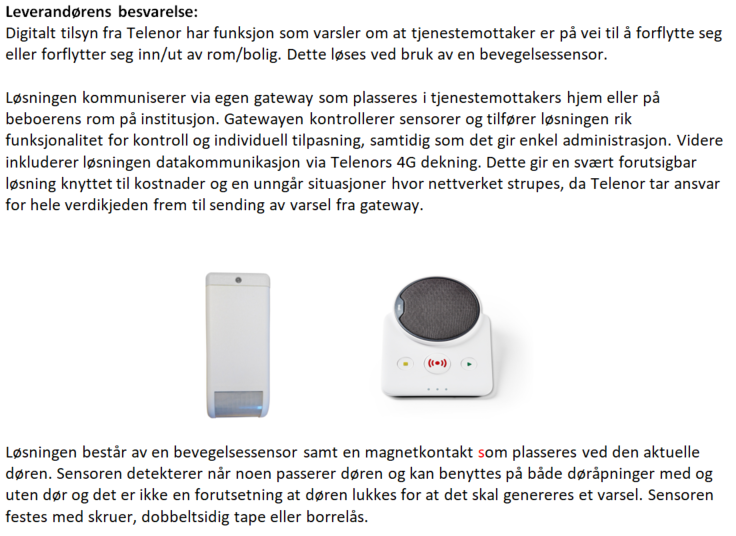 Leverandørens besvarelse:
Digitalt tilsyn fra Telenor har funksjon som varsler om at tjenestemottaker er på vei til å forflytte seg
eller forflytter seg inn/ut av rom/bolig. Dette løses ved bruk av en bevegelsessensor.
Løsningen kommuniserer via egen gateway som plasseres i tjenestemottakers hjem eller på
beboerens rom på institusjon. Gatewayen kontrollerer sensorer og tilfører løsningen rik
funksjonalitet for kontroll og individuell tilpasning, samtidig som det gir enkel administrasjon. Videre
inkluderer løsningen datakommunikasjon via Telenors 4G dekning. Dette gir en svært forutsigbar
løsning knyttet til kostnader og en unngår situasjoner hvor nettverket strupes, da Telenor tar ansvar
for hele verdikjeden frem til sending av varsel fra gateway.
Løsningen består av en bevegelsessensor samt en magnetkontakt som plasseres ved den aktuelle
døren. Sensoren detekterer når noen passerer døren og kan benyttes på både døråpninger med og
uten dør og det er ikke en forutsetning at døren lukkes for at det skal genereres et varsel. Sensoren
festes med skruer, dobbeltsidig tape eller borrelås.